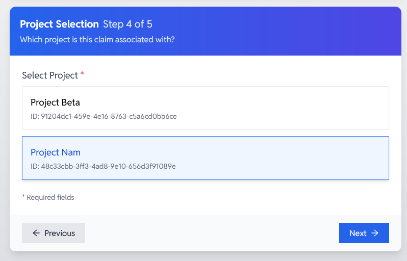 Project Selection Step 4 of 5
Which project is this claim associated with?
Select Project *
Project Beta
ID: 91204dc1-459e-4e16-8763-c5a6cd0bb6ce
Project Nam
ID: 48c33cbb-3ff3-4ad8-9e10-656d3f91089e
* Required fields
← Previous
Next →